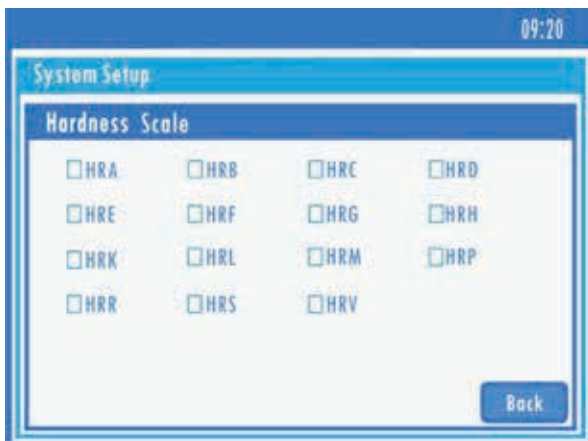 09:20
System Setup
Hardness Scale
HRA HRB HRC HRD
HRE HRF HRG HRH
HRK HRL HRM HRP
HRR HRS HRV
Back